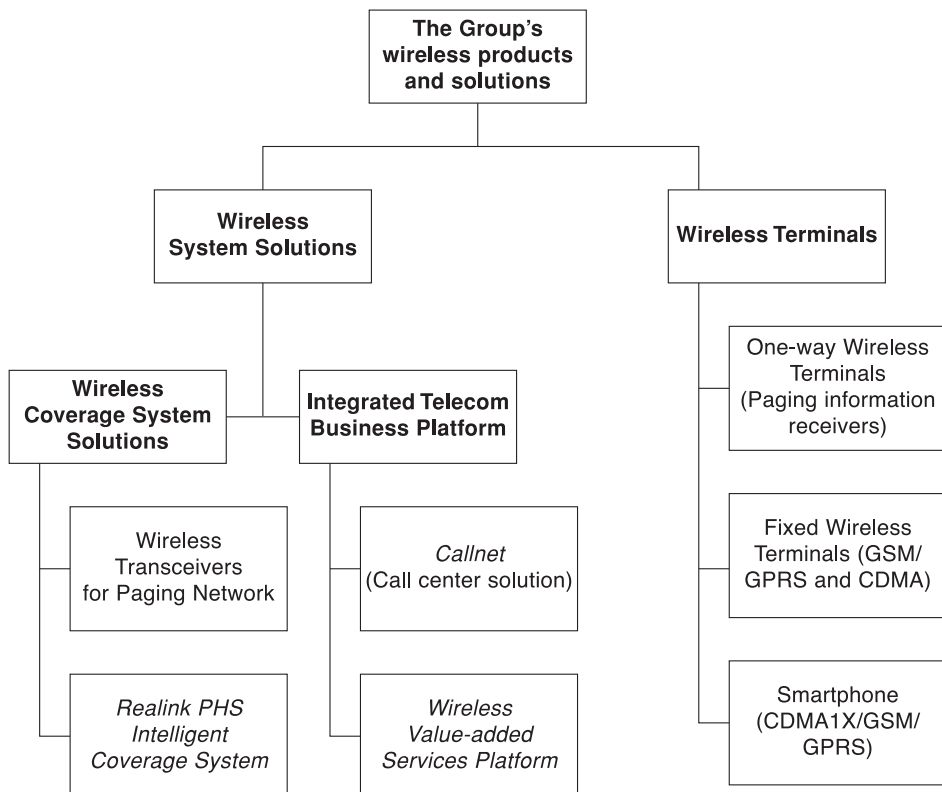 The Group's
wireless products
and solutions
Wireless
System Solutions
Wireless Terminals
Wireless
Coverage System
Solutions
Integrated Telecom
Business Platform
One-way Wireless
Terminals
(Paging information
receivers)
Wireless
Transceivers
for Paging Network
Callnet
(Call center solution)
Fixed Wireless
Terminals (GSM/
GPRS and CDMA)
Realink PHS
Intelligent
Coverage System
Wireless
Value-added
Services Platform
Smartphone
(CDMA1X/GSM/
GPRS)